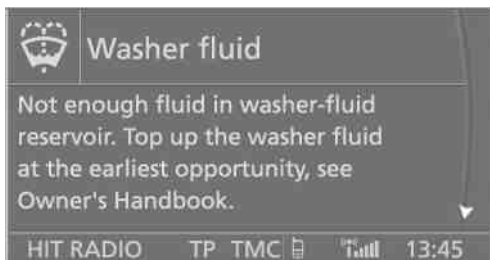 Washer fluid
Not enough fluid in washer-fluid
reservoir. Top up the washer fluid
at the earliest opportunity, see
Owner's Handbook.
HIT RADIO TP TMC 13:45